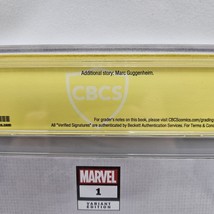 Additional story: Marc Guggenheim.
CBCS
For grader's notes on this book, please visit CBCScomics.com/grading-
All "Verified Signatures" are authenticated by Beckett Authentication Services. For Terms & Cond
MARVEL
1
VARIANT
EDITION